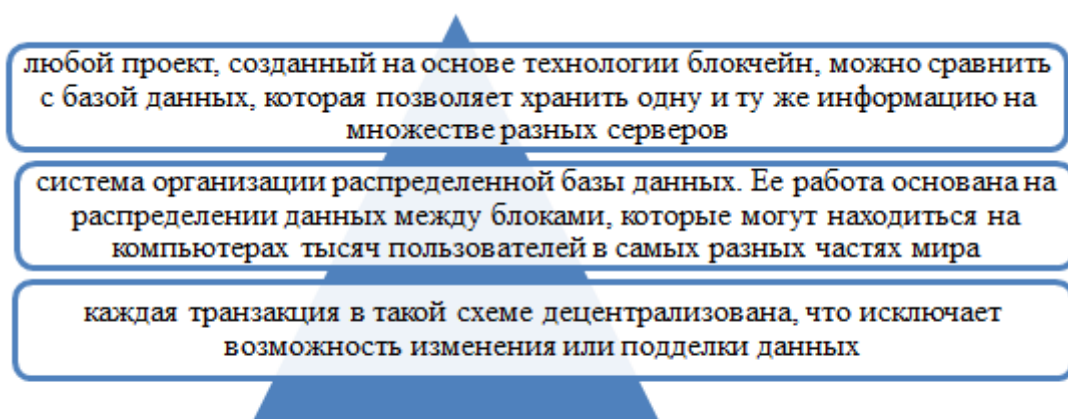 любой проект, созданный на основе технологии блокчейн, можно сравнить
с базой данных, которая позволяет хранить одну и ту же информацию на
множестве разных серверов
система организации распределенной базы данных. Ее работа основана на
распределении данных между блоками, которые могут находиться на
компьютерах тысяч пользователей в самых разных частях мира
каждая транзакция в такой схеме децентрализована, что исключает
возможность изменения или подделки данных